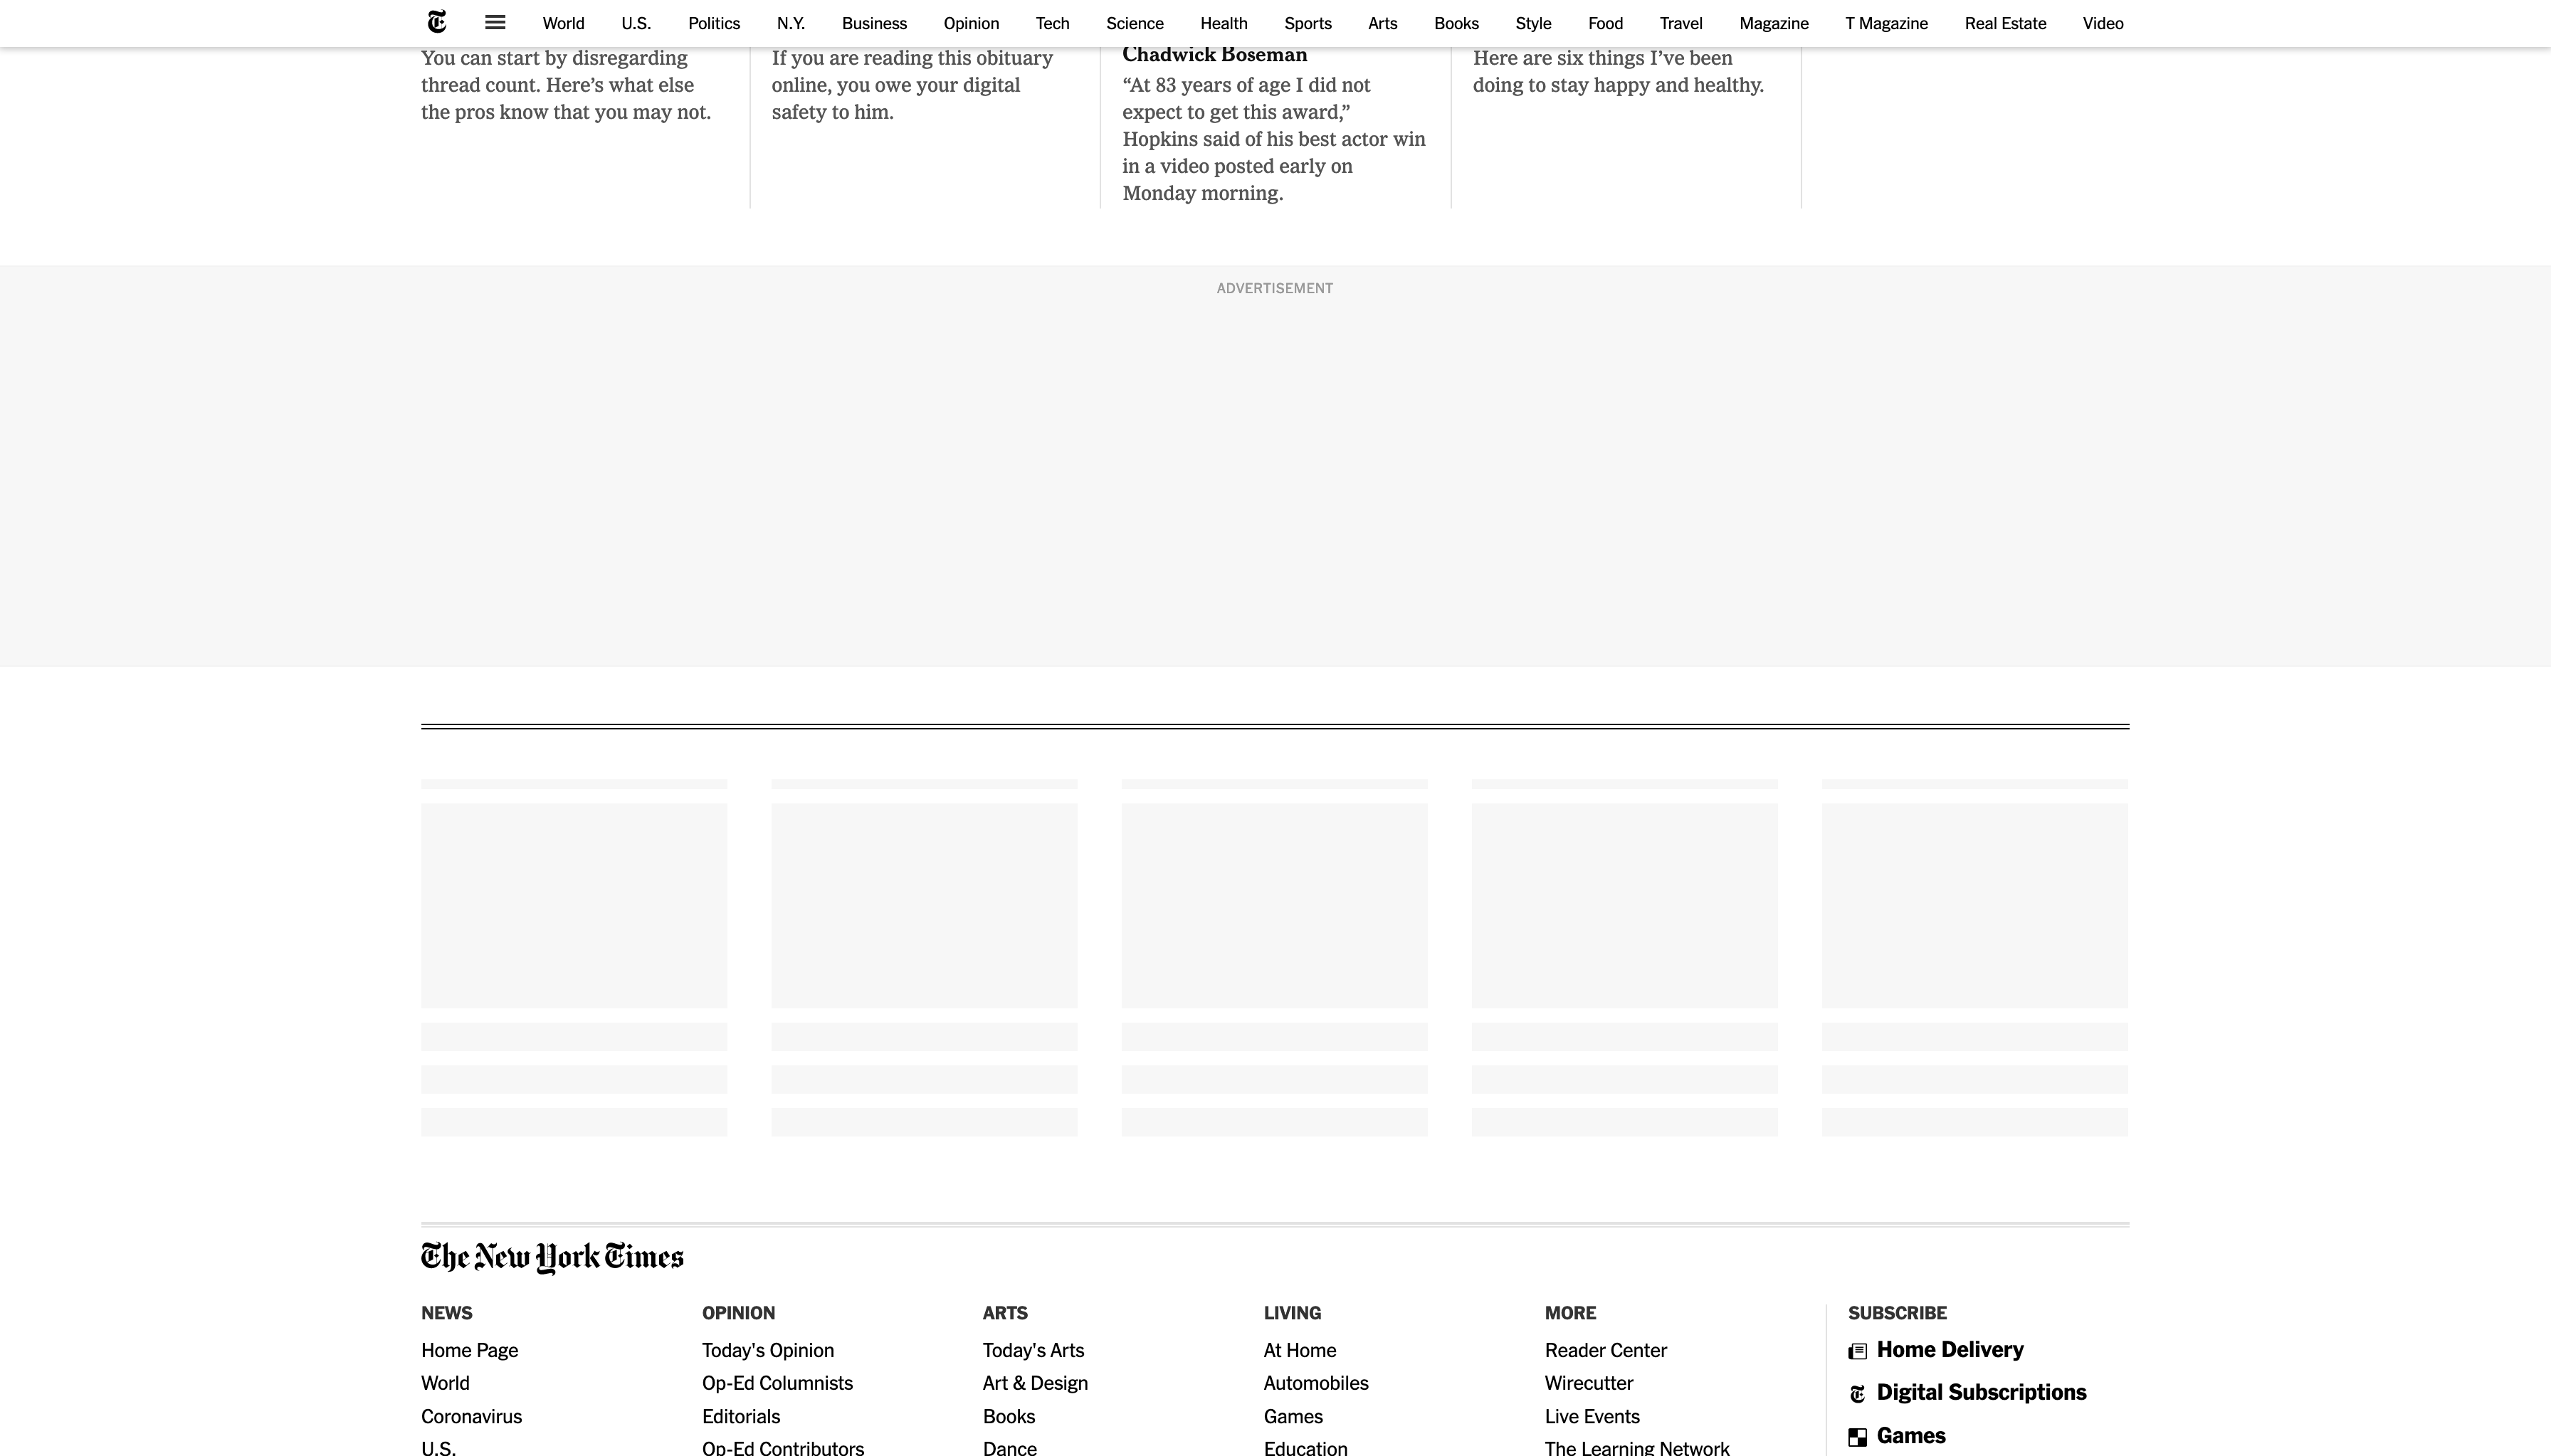 World U.S. Politics N.Y. Business Opinion Tech Science Health Sports Arts Books Style Food Travel Magazine T Magazine Real Estate Video
You can start by disregarding
thread count. Here’s what else
the pros know that you may not.
If you are reading this obituary
online, you owe your digital
safety to him.
Chadwick Boseman
“At 83 years of age I did not
expect to get this award,”
Hopkins said of his best actor win
in a video posted early on
Monday morning.
Here are six things I’ve been
doing to stay happy and healthy.
ADVERTISEMENT
The New York Times
NEWS
Home Page
World
Coronavirus
U.S.
OPINION
Today's Opinion
Op-Ed Columnists
Editorials
Op-Ed Contributors
ARTS
Today's Arts
Art & Design
Books
Dance
LIVING
At Home
Automobiles
Games
Education
MORE
Reader Center
Wirecutter
Live Events
The Learning Network
SUBSCRIBE
Home Delivery
Digital Subscriptions
Games